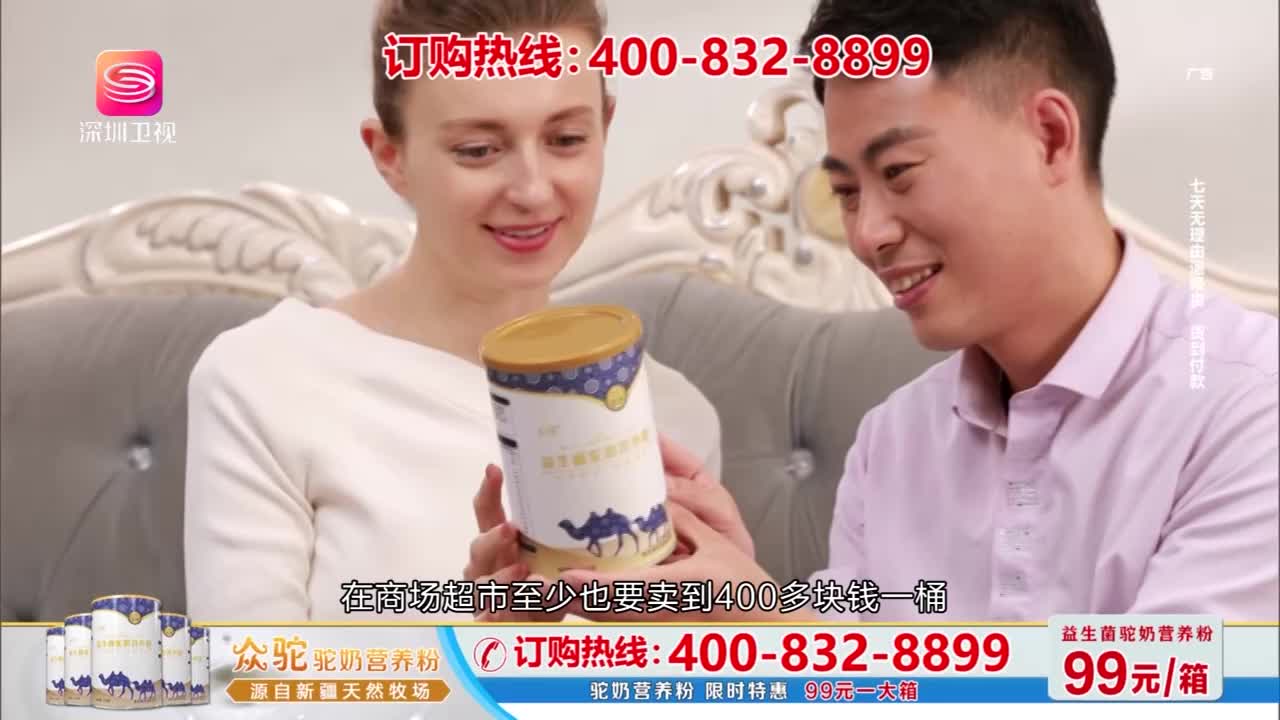 订购热线：400-832-8899
深圳卫视
广告
七天无理由退换货 货到付款
在商场超市至少也要卖到400多块钱一桶
众驼驼奶营养粉
源自新疆天然牧场
订购热线：400-832-8899
驼奶营养粉 限时特惠 99元一大箱
益生菌驼奶营养粉
99元/箱